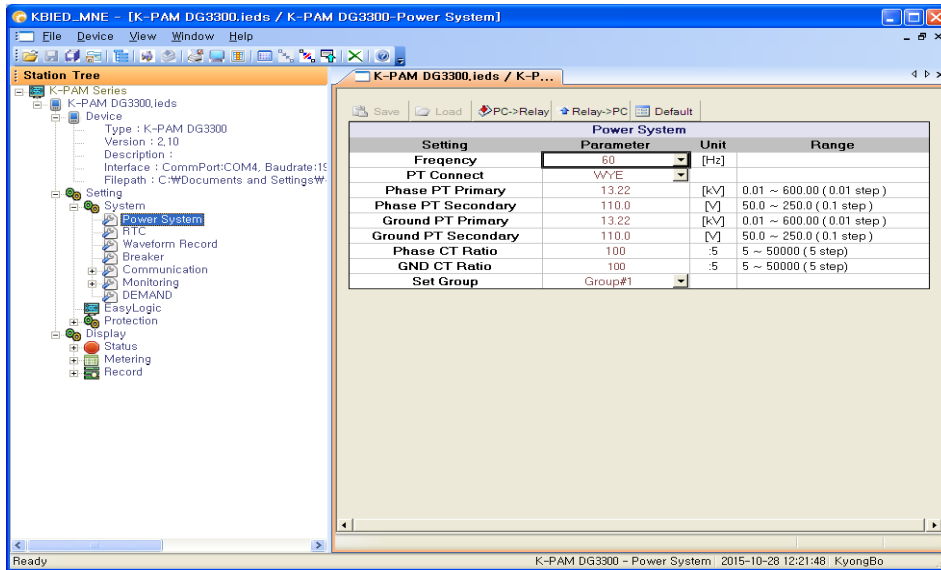 KBIED_MNE - [K-PAM DG3300.ieds / K-PAM DG3300-Power System]
File Device View Window Help
Station Tree
K-PAM Series
K-PAM DG3300.ieds
Device
Type : K-PAM DG3300
Version : 2.10
Description :
Interface : CommPort:COM4, Baudrate:19
Filepath : C:₩Documents and Settings₩
Setting
System
Power System
RTC
Waveform Record
Breaker
Communication
Monitoring
DEMAND
EasyLogic
Protection
Display
Status
Metering
Record
K-PAM DG3300.ieds / K-P...
Save Load PC->Relay Relay->PC Default
Power System
Setting Parameter Unit Range
Freqency 60 [Hz]
PT Connect WYE
Phase PT Primary 13.22 [kV] 0.01 ~ 600.00 ( 0.01 step )
Phase PT Secondary 110.0 [V] 50.0 ~ 250.0 ( 0.1 step )
Ground PT Primary 13.22 [kV] 0.01 ~ 600.00 ( 0.01 step )
Ground PT Secondary 110.0 [V] 50.0 ~ 250.0 ( 0.1 step )
Phase CT Ratio 100 :5 5 ~ 50000 ( 5 step)
GND CT Ratio 100 :5 5 ~ 50000 ( 5 step)
Set Group Group#1
Ready K-PAM DG3300 - Power System 2015-10-28 12:21:48 KyongBo